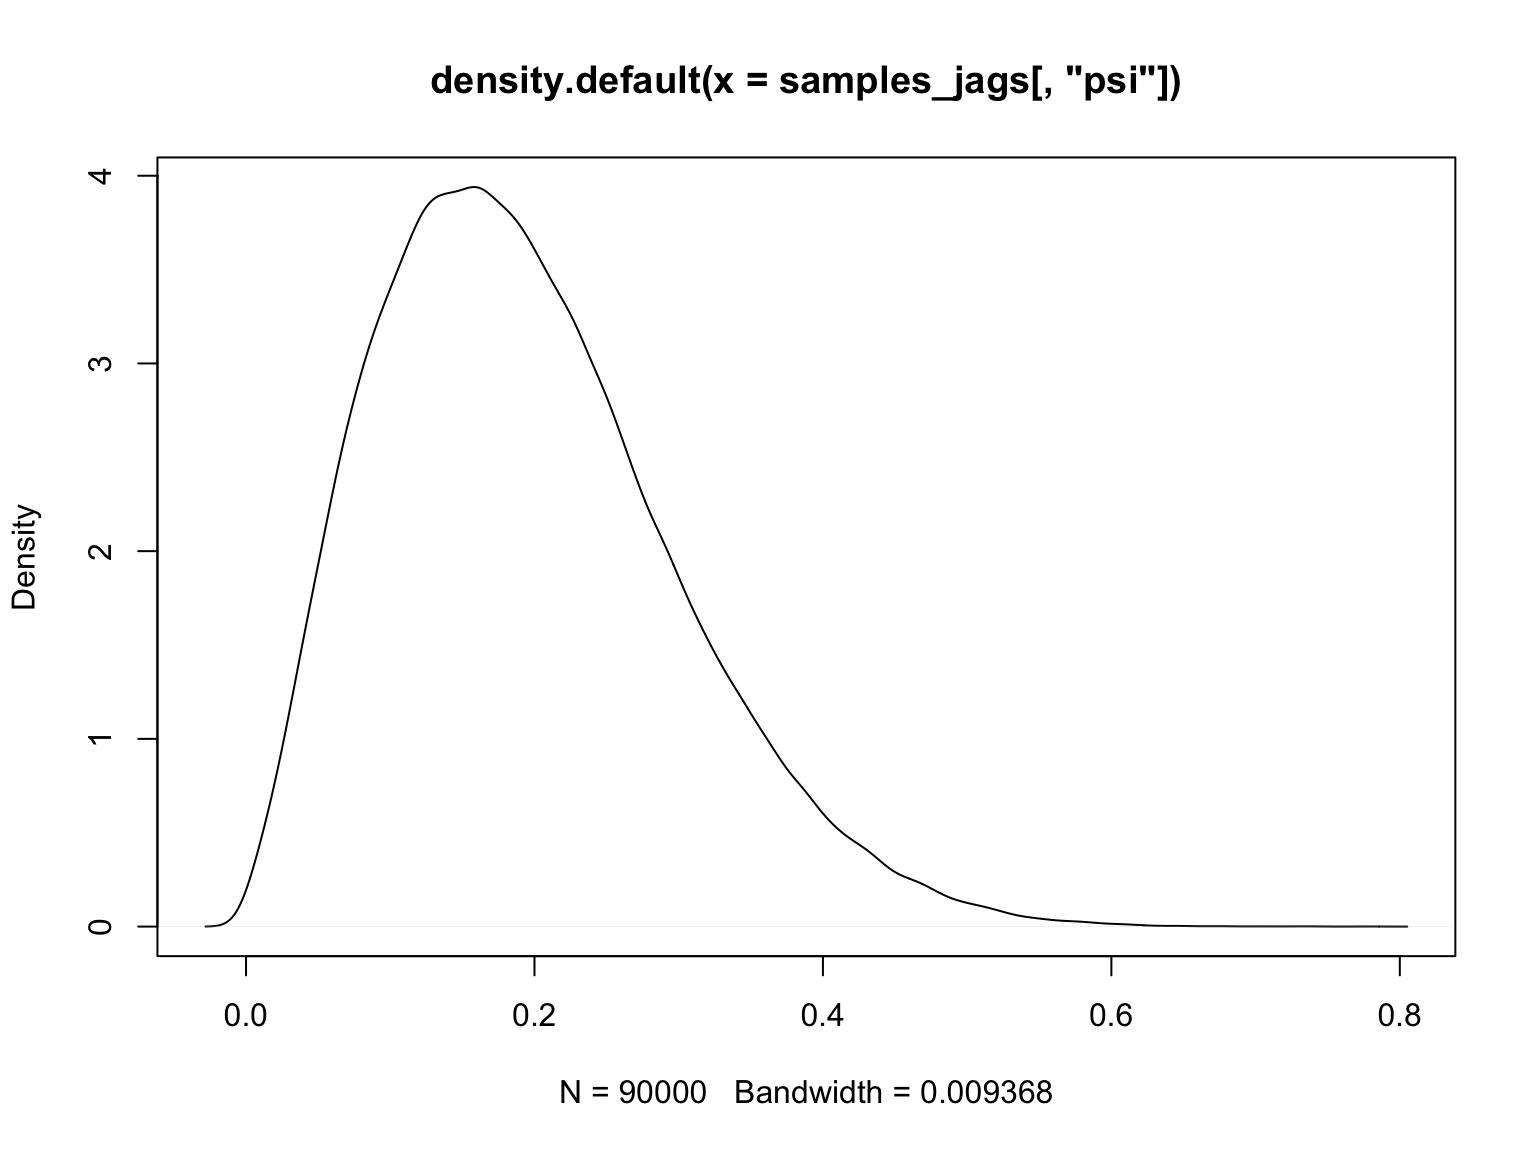 density.default(x = samples_jags[, "psi"])
4
3
2
1
0
Density
0.0 0.2 0.4 0.6 0.8
N = 90000 Bandwidth = 0.009368